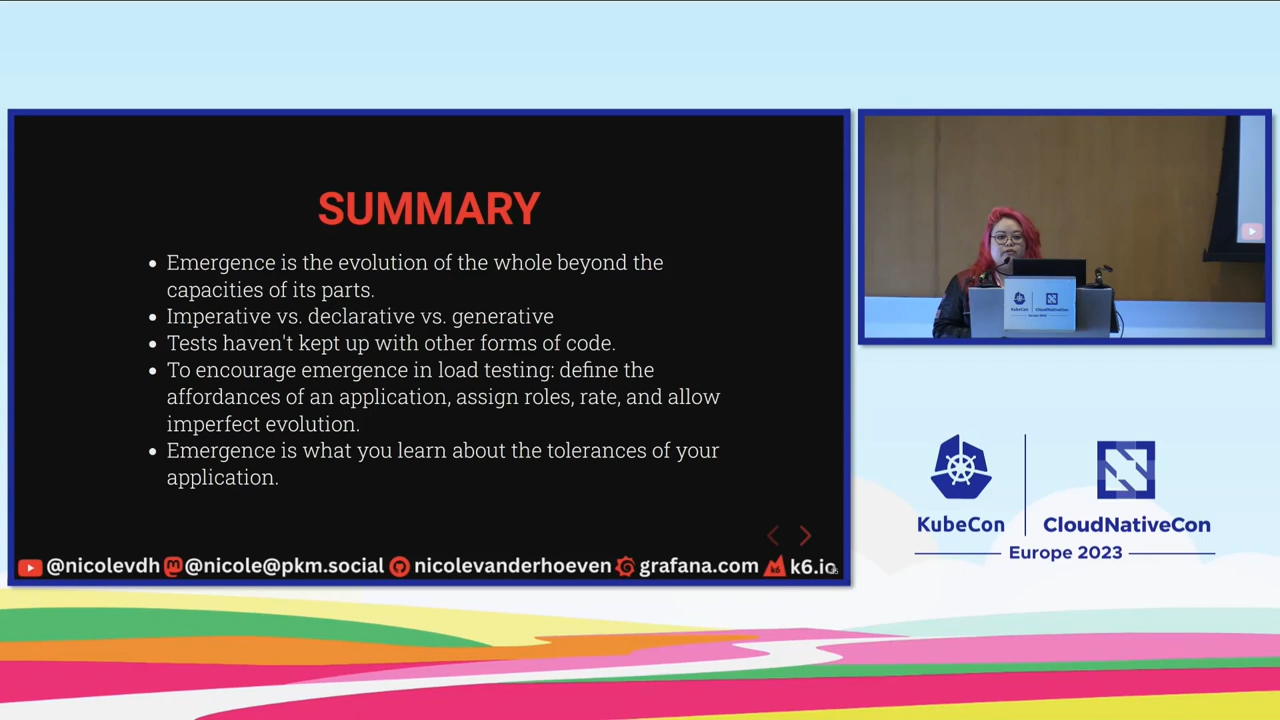 SUMMARY
Emergence is the evolution of the whole beyond the
capacities of its parts.
Imperative vs. declarative vs. generative
Tests haven't kept up with other forms of code.
To encourage emergence in load testing: define the
affordances of an application, assign roles, rate, and allow
imperfect evolution.
Emergence is what you learn about the tolerances of your
application.
@nicolevdh @nicole@pkm.social nicolevanderhoeven grafana.com k6.io
KubeCon
CloudNativeCon
KubeCon CloudNativeCon
Europe 2023